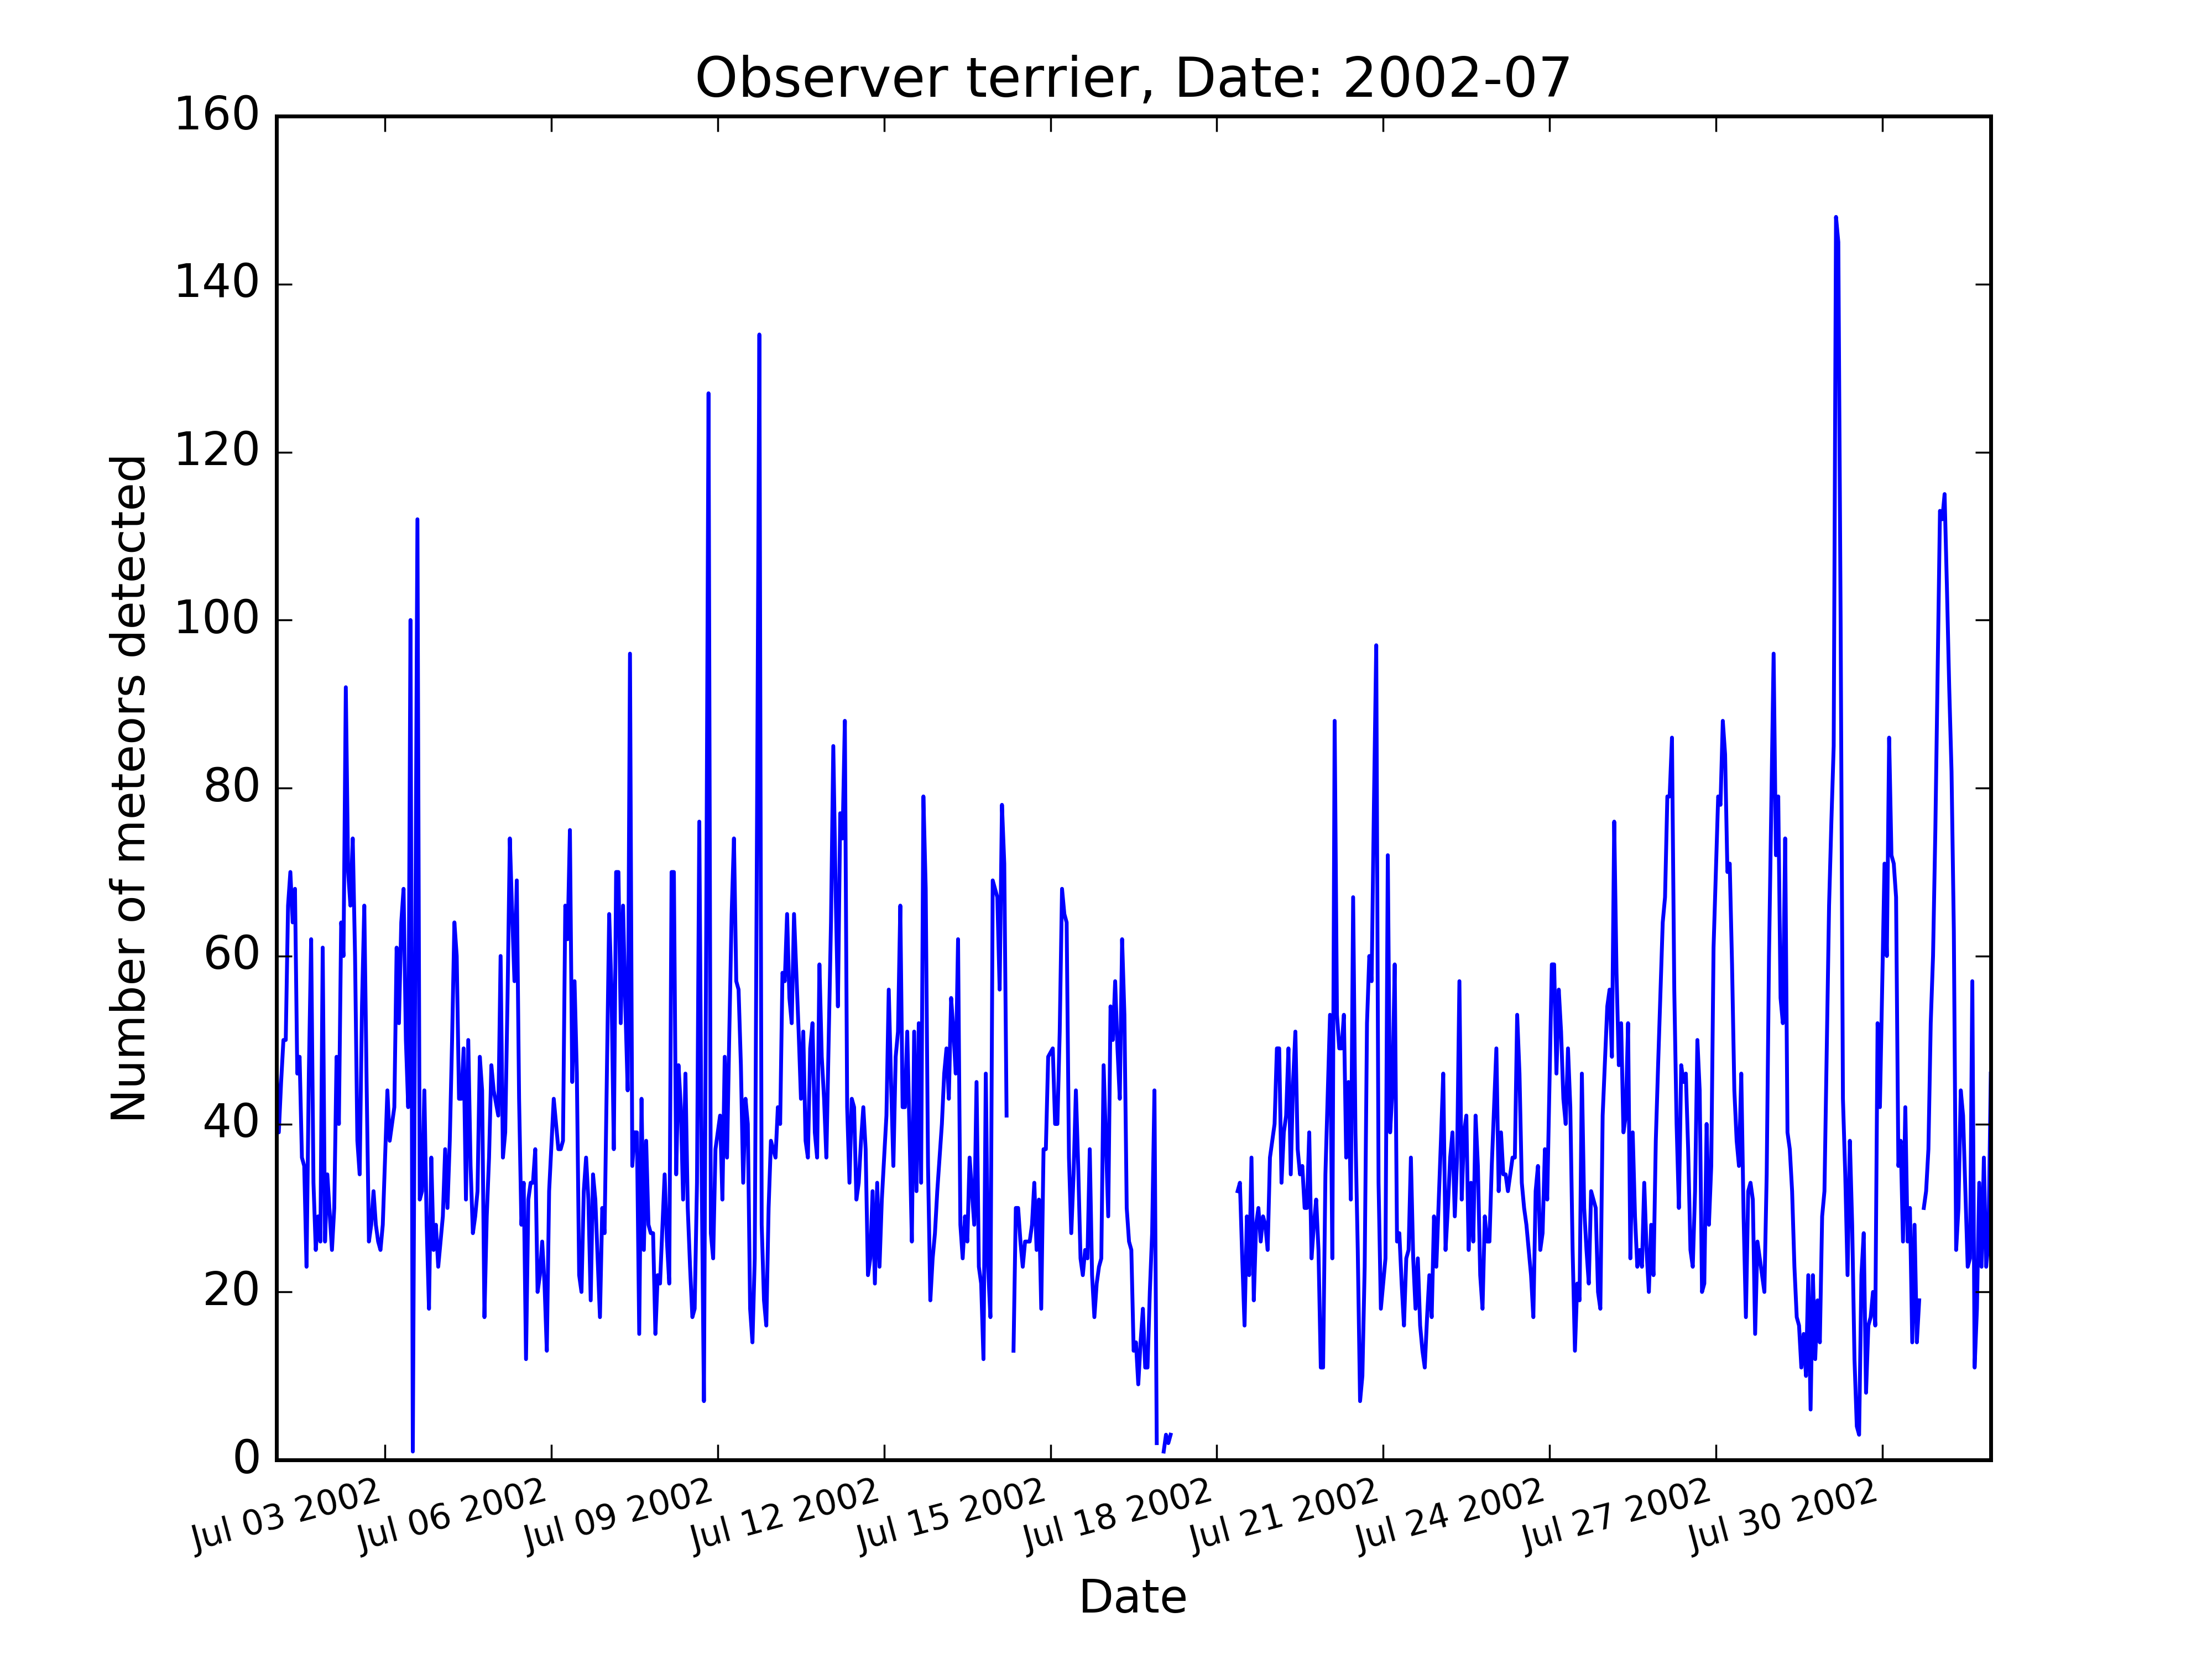 Observer terrier, Date: 2002-07
Number of meteors detected
160
140
120
100
80
60
40
20
0
Jul 03 2002
Jul 06 2002
Jul 09 2002
Jul 12 2002
Jul 15 2002
Jul 18 2002
Jul 21 2002
Jul 24 2002
Jul 27 2002
Jul 30 2002
Date